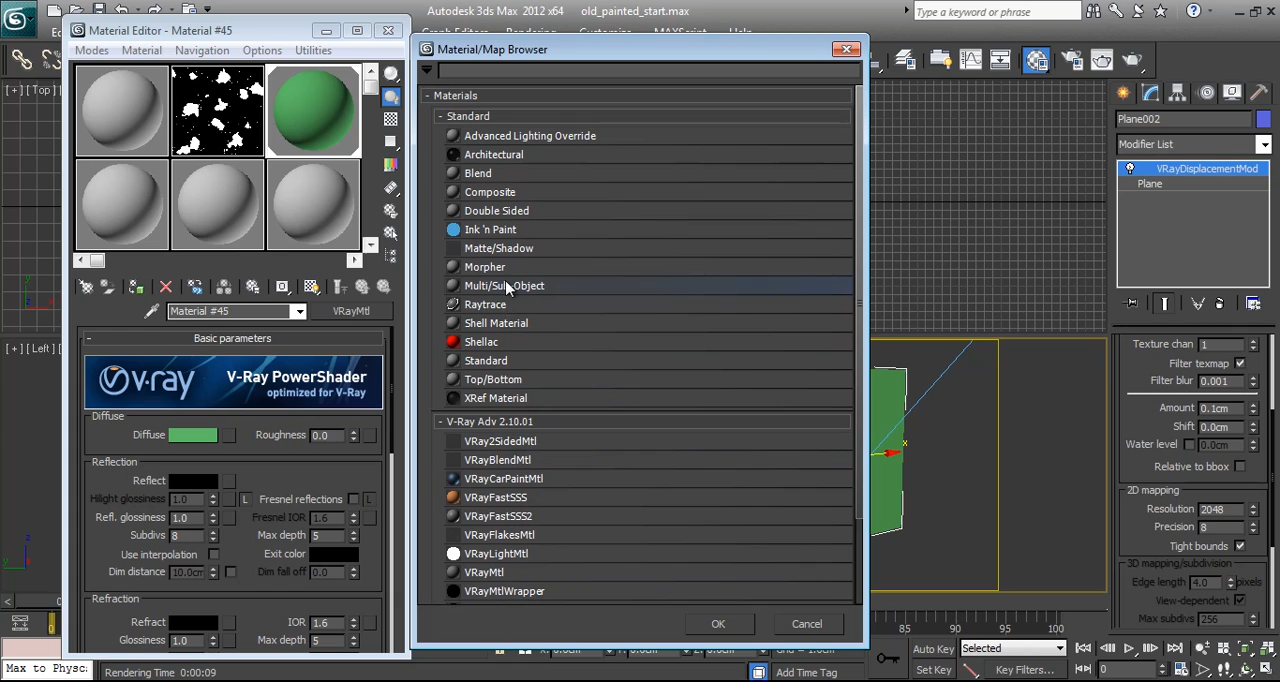 Autodesk 3ds Max 2012 x64    old_painted_start.max
Type a keyword or phrase
Material Editor - Material #45
Modes Material Navigation Options Utilities
Material #45
VRayMtl
- Basic parameters
v·ray
V-Ray PowerShader
optimized for V-Ray
Diffuse
Diffuse Roughness 0.0
Reflection
Reflect
Hilight glossiness 1.0 L Fresnel reflections L
Refl. glossiness 1.0 Fresnel IOR 1.6
Subdivs 8 Max depth 5
Use interpolation Exit color
Dim distance 10.0cm Dim fall off 0.0
Refraction
Refract IOR 1.6
Glossiness 1.0 Max depth 5
Material/Map Browser
- Materials
- Standard
Advanced Lighting Override
Architectural
Blend
Composite
Double Sided
Ink 'n Paint
Matte/Shadow
Morpher
Multi/Sub-Object
Raytrace
Shell Material
Shellac
Standard
Top/Bottom
XRef Material
- V-Ray Adv 2.10.01
VRay2SidedMtl
VRayBlendMtl
VRayCarPaintMtl
VRayFastSSS
VRayFastSSS2
VRayFlakesMtl
VRayLightMtl
VRayMtl
VRayMtlWrapper
OK Cancel
[ + ] [ Top ]
[ + ] [ Left ]
Plane002
Modifier List
VRayDisplacementMod
Plane
Texture chan 1
Filter texmap
Filter blur 0.001
Amount 0.1cm
Shift 0.0cm
Water level 0.0cm
Relative to bbox
2D mapping
Resolution 2048
Precision 8
Tight bounds
3D mapping/subdivision
Edge length 4.0 pixels
View-dependent
Max subdivs 256
85 90 95 100
Auto Key Selected
Set Key Key Filters...
0
Add Time Tag
Max to Physc:
Rendering Time 0:00:09